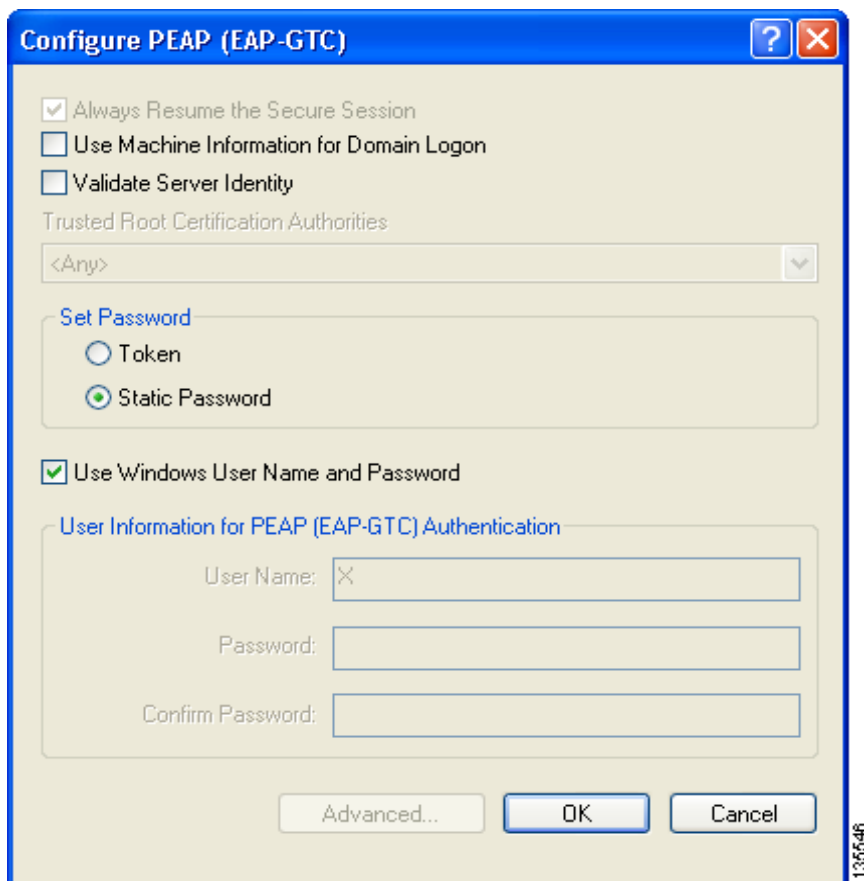 Configure PEAP (EAP-GTC)
Always Resume the Secure Session
Use Machine Information for Domain Logon
Validate Server Identity
Trusted Root Certification Authorities
<Any>
Set Password
Token
Static Password
Use Windows User Name and Password
User Information for PEAP (EAP-GTC) Authentication
User Name: X
Password:
Confirm Password:
Advanced... OK Cancel
135546